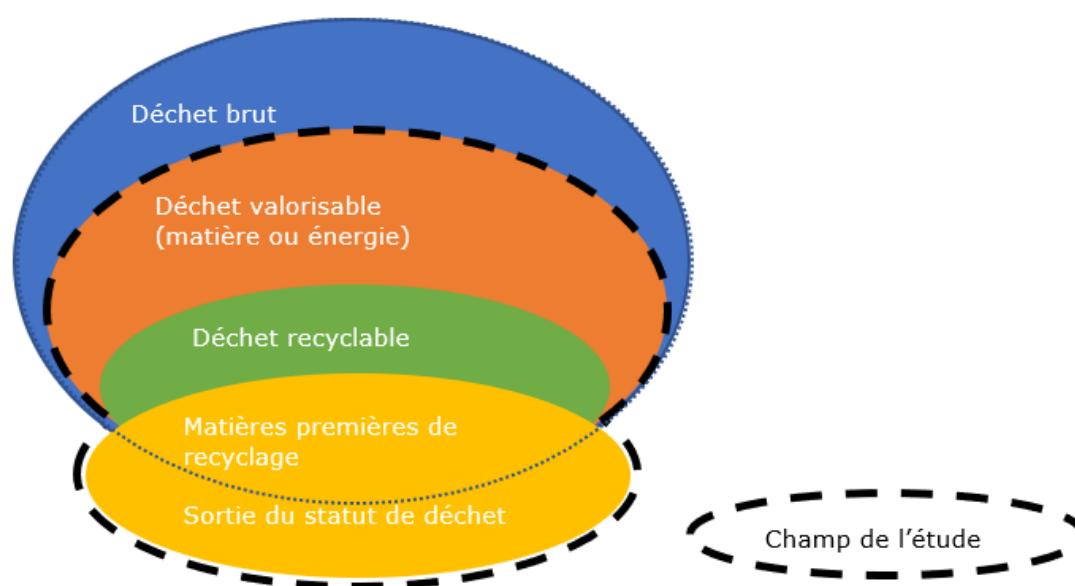 Déchet brut
Déchet valorisable
(matière ou énergie)
Déchet recyclable
Matières premières de
recyclage
Sortie du statut de déchet
Champ de l’étude